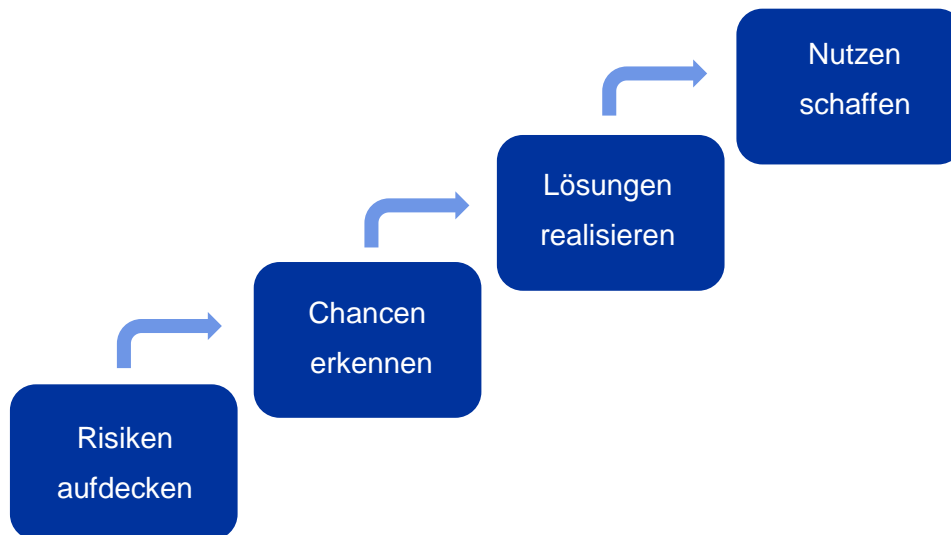 Nutzen
schaffen
Lösungen
realisieren
Chancen
erkennen
Risiken
aufdecken